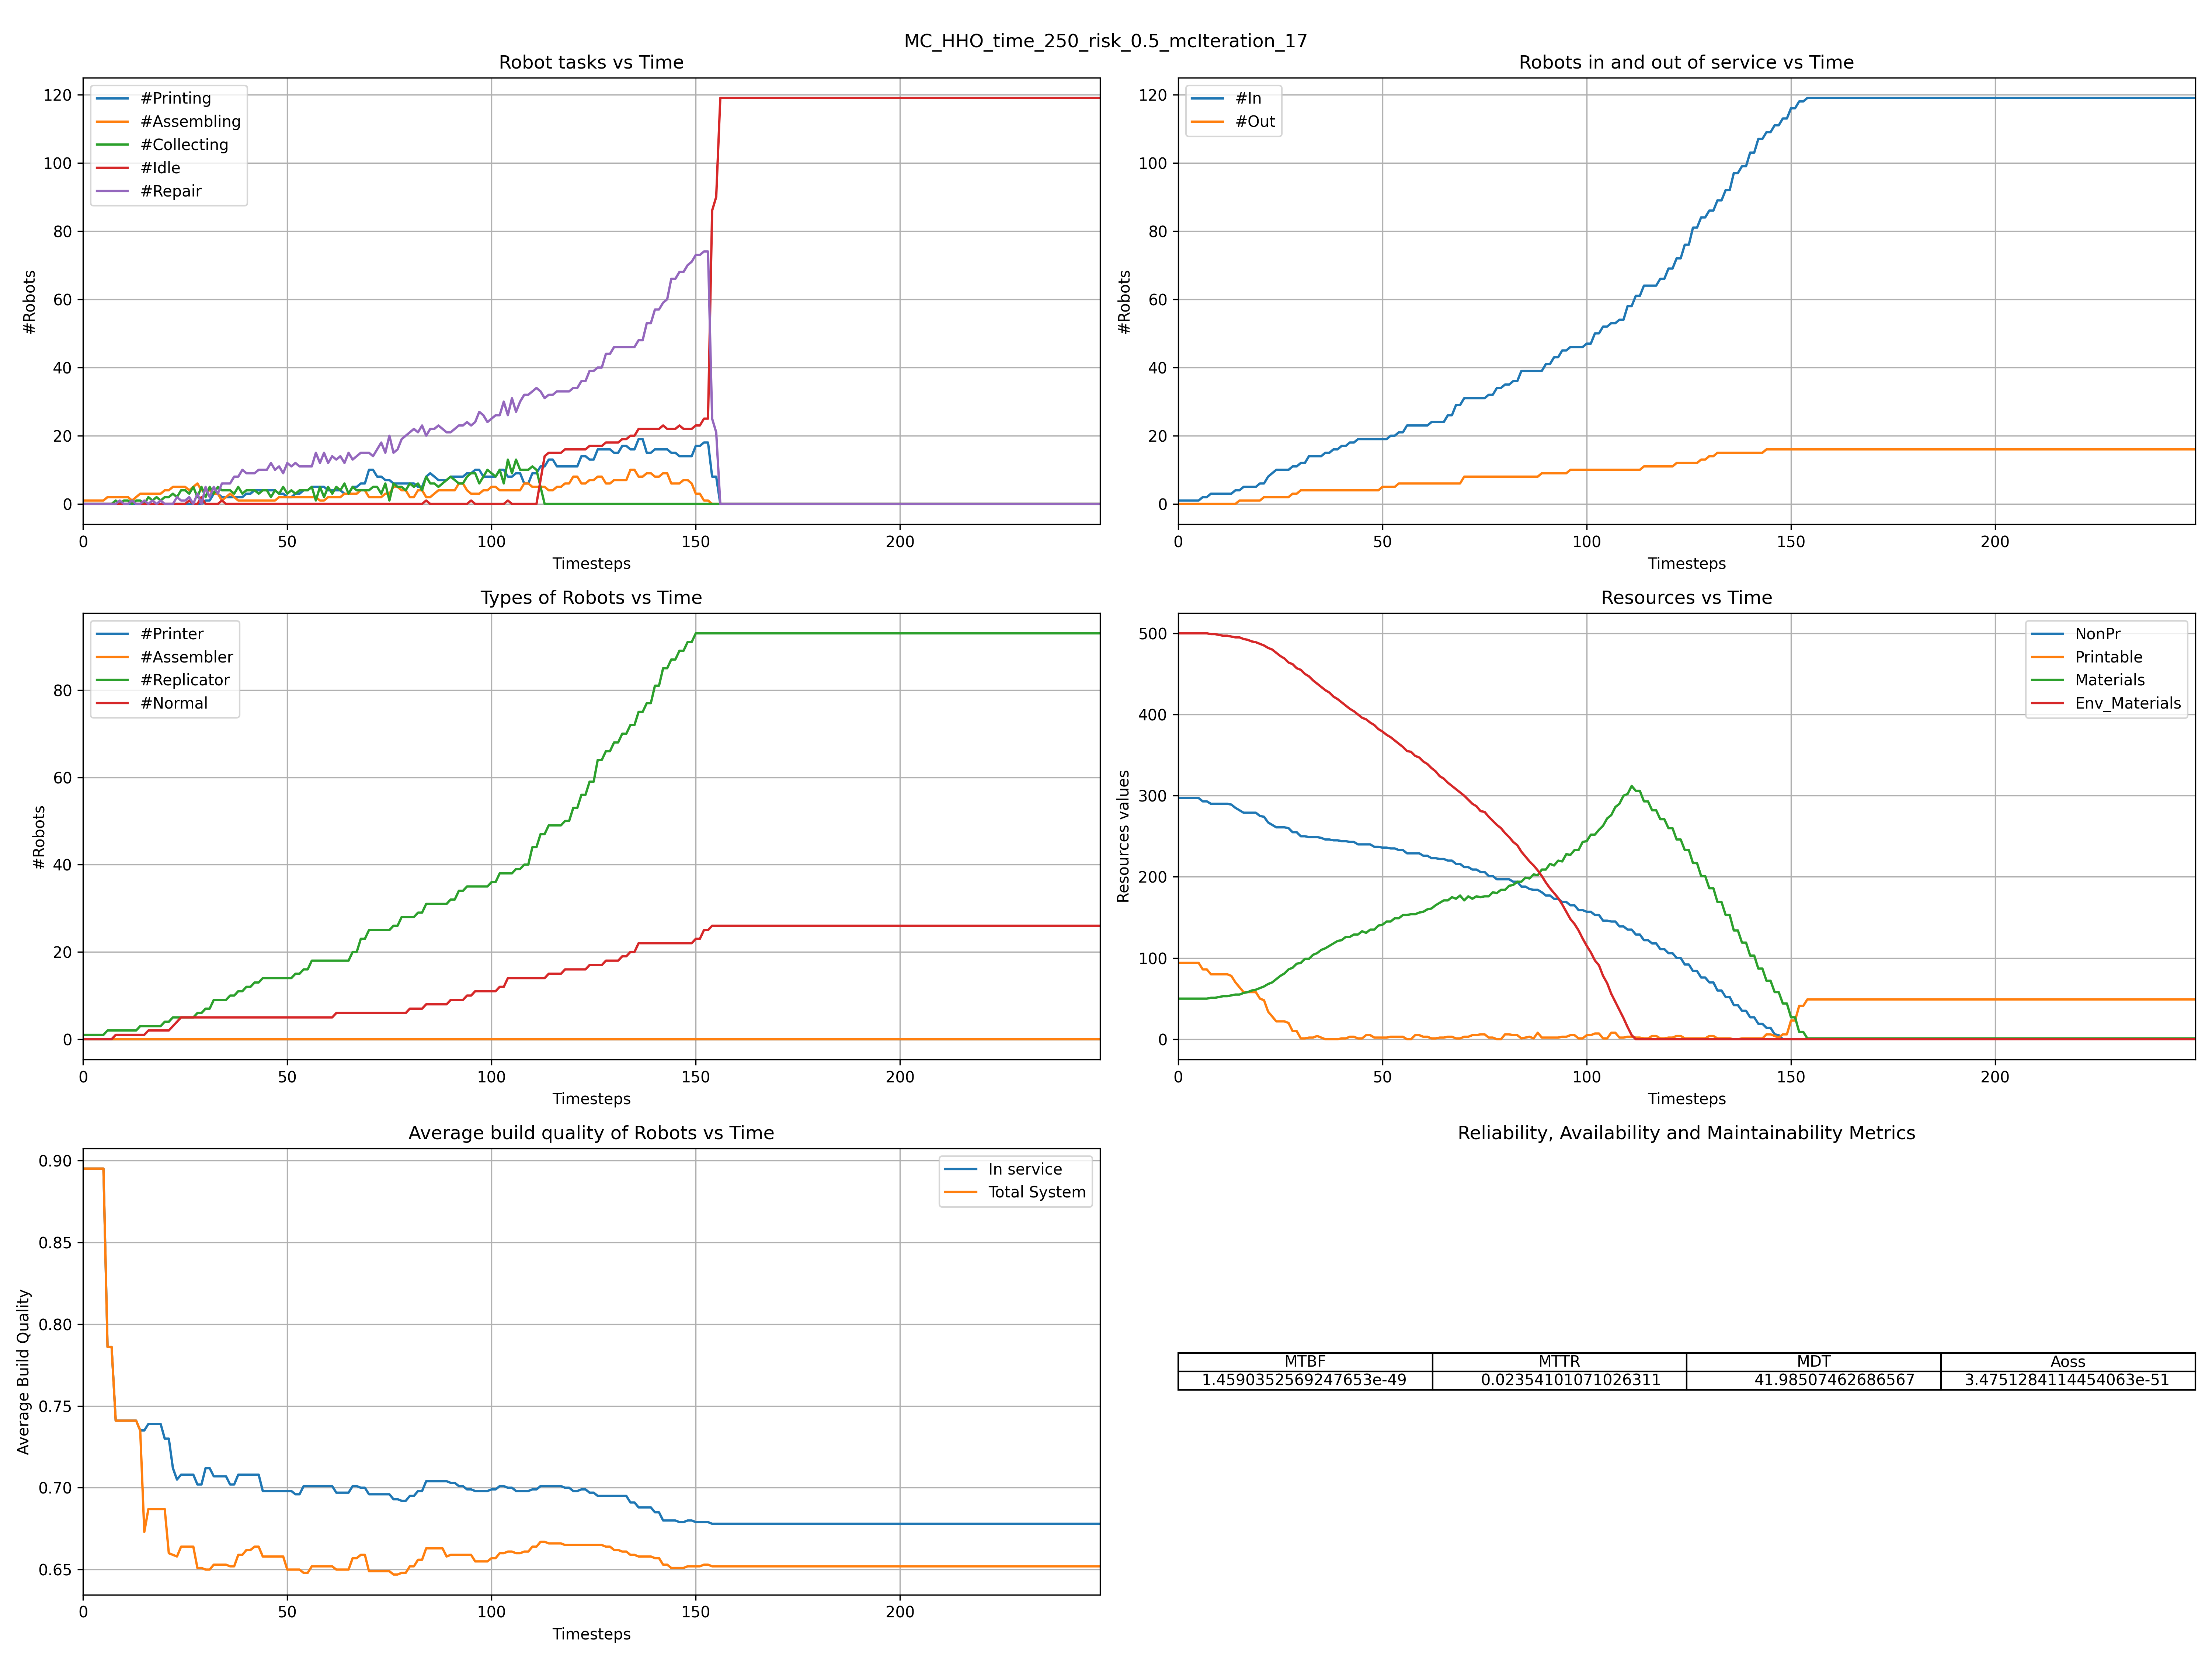 MC_HHO_time_250_risk_0.5_mcIteration_17
Robot tasks vs Time
#Printing
#Assembling
#Collecting
#Idle
#Repair
120
100
80
60
40
20
0
#Robots
0 50 100 150 200
Timesteps
Robots in and out of service vs Time
#In
#Out
120
100
80
60
40
20
0
#Robots
0 50 100 150 200
Timesteps
Types of Robots vs Time
#Printer
#Assembler
#Replicator
#Normal
80
60
40
20
0
#Robots
0 50 100 150 200
Timesteps
Resources vs Time
NonPr
Printable
Materials
Env_Materials
500
400
300
200
100
0
Resources values
0 50 100 150 200
Timesteps
Average build quality of Robots vs Time
In service
Total System
0.90
0.85
0.80
0.75
0.70
0.65
Average Build Quality
0 50 100 150 200
Timesteps
Reliability, Availability and Maintainability Metrics
MTBF MTTR MDT Aoss
1.4590352569247653e-49 0.02354101071026311 41.98507462686567 3.4751284114454063e-51